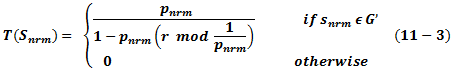 T(S_nrm) = { p_nrm / (1 − p_nrm (r mod 1/p_nrm))    if s_nrm ϵ G'    (11 − 3)
0    otherwise